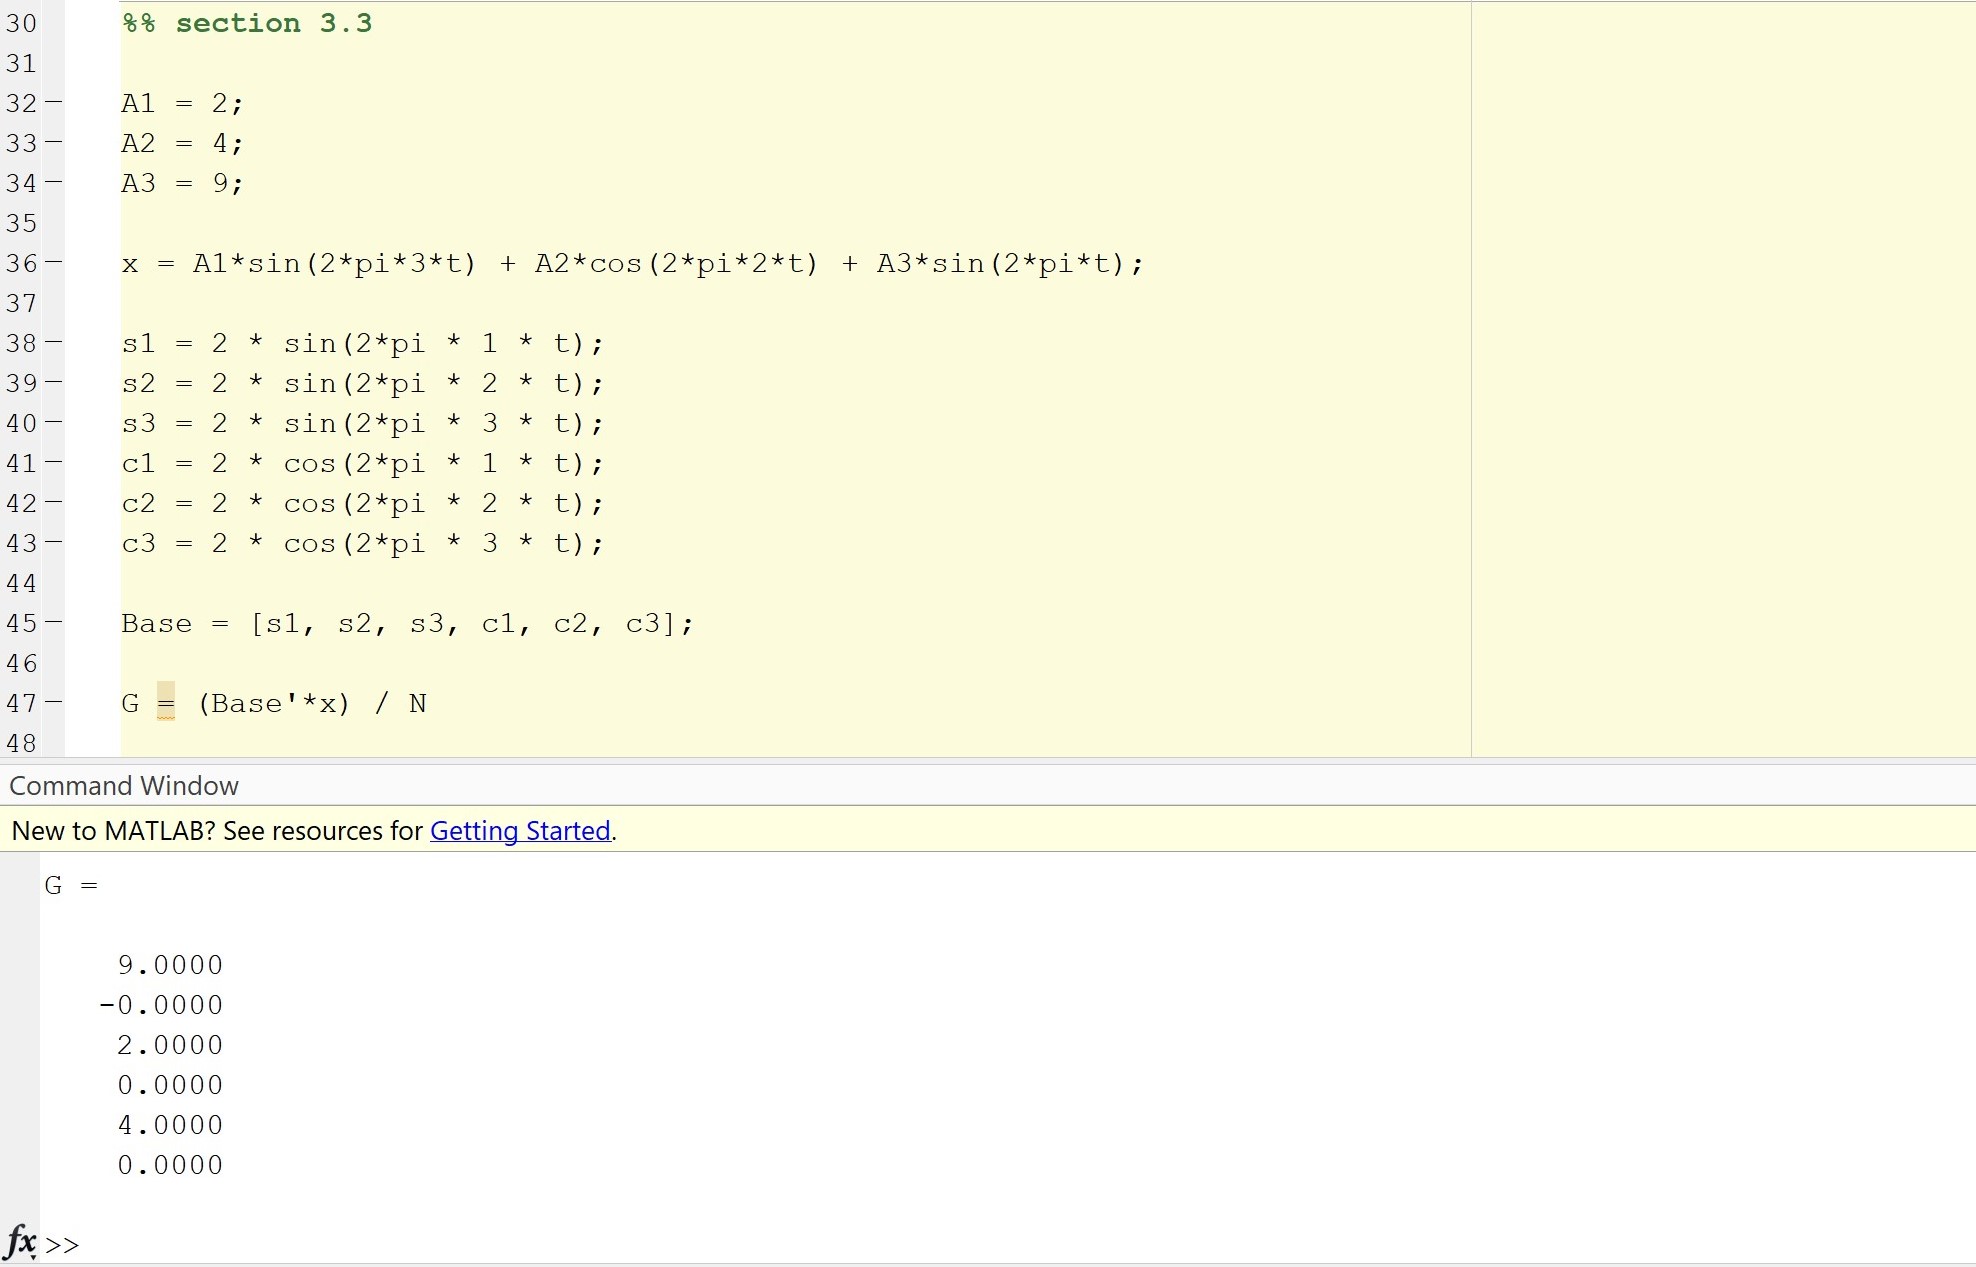 30 %% section 3.3
31
32 A1 = 2;
33 A2 = 4;
34 A3 = 9;
35
36 x = A1*sin(2*pi*3*t) + A2*cos(2*pi*2*t) + A3*sin(2*pi*t);
37
38 s1 = 2 * sin(2*pi * 1 * t);
39 s2 = 2 * sin(2*pi * 2 * t);
40 s3 = 2 * sin(2*pi * 3 * t);
41 c1 = 2 * cos(2*pi * 1 * t);
42 c2 = 2 * cos(2*pi * 2 * t);
43 c3 = 2 * cos(2*pi * 3 * t);
44
45 Base = [s1, s2, s3, c1, c2, c3];
46
47 G = (Base'*x) / N
48
Command Window
New to MATLAB? See resources for Getting Started.
G =
9.0000
-0.0000
2.0000
0.0000
4.0000
0.0000
fx >>